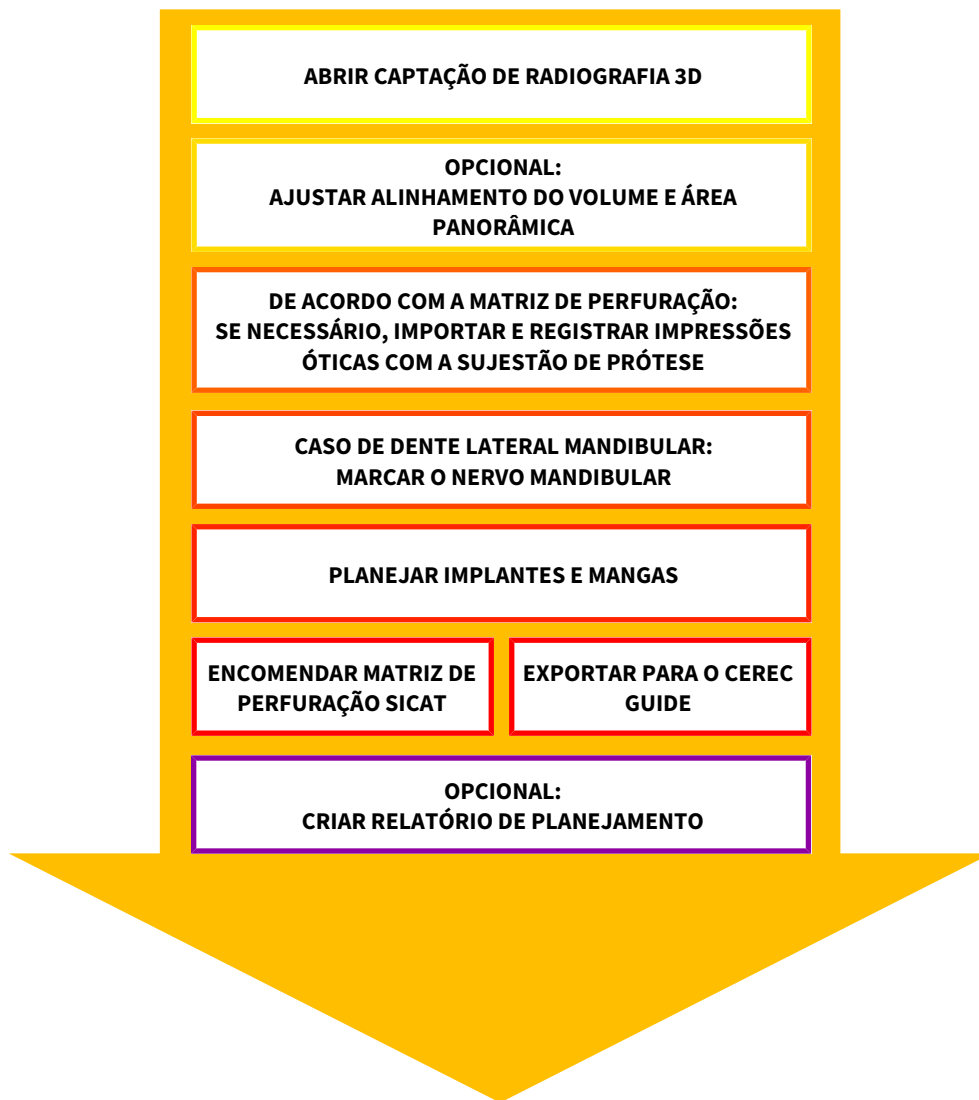 ABRIR CAPTAÇÃO DE RADIOGRAFIA 3D
OPCIONAL:
AJUSTAR ALINHAMENTO DO VOLUME E ÁREA
PANORÂMICA
DE ACORDO COM A MATRIZ DE PERFURAÇÃO:
SE NECESSÁRIO, IMPORTAR E REGISTRAR IMPRESSÕES
ÓTICAS COM A SUJESTÃO DE PRÓTESE
CASO DE DENTE LATERAL MANDIBULAR:
MARCAR O NERVO MANDIBULAR
PLANEJAR IMPLANTES E MANGAS
ENCOMENDAR MATRIZ DE
PERFURAÇÃO SICAT
EXPORTAR PARA O CEREC
GUIDE
OPCIONAL:
CRIAR RELATÓRIO DE PLANEJAMENTO